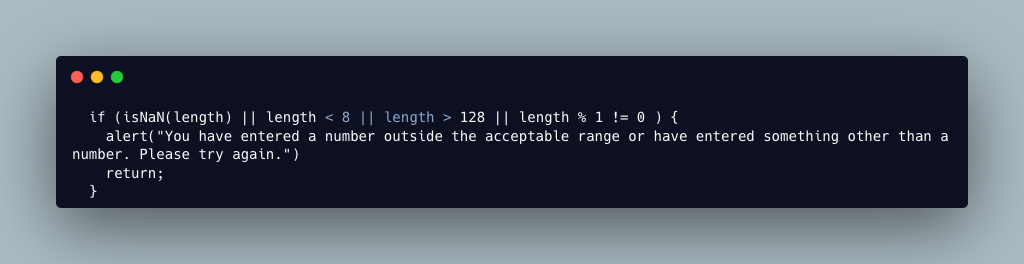 if (isNaN(length) || length < 8 || length > 128 || length % 1 != 0 ) {
alert("You have entered a number outside the acceptable range or have entered something other than a
number. Please try again.")
return;
}